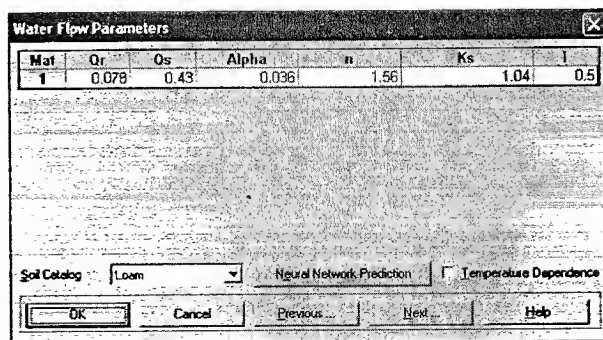 Water Flow Parameters
Mat Qr Qs Alpha n Ks l
1 0.078 0.43 0.036 1.56 1.04 0.5
Soil Catalog Loam Neural Network Prediction Temperature Dependence
OK Cancel Previous ... Next ... Help